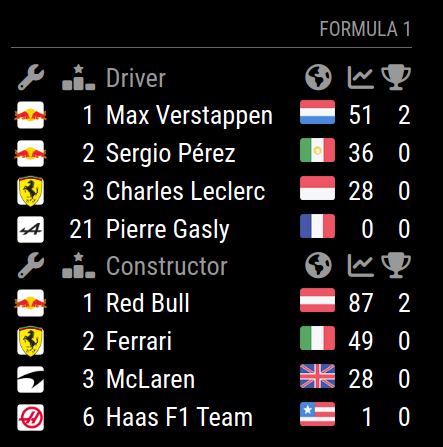 FORMULA 1
Driver
1 Max Verstappen 51 2
2 Sergio Pérez 36 0
3 Charles Leclerc 28 0
21 Pierre Gasly 0 0
Constructor
1 Red Bull 87 2
2 Ferrari 49 0
3 McLaren 28 0
6 Haas F1 Team 1 0